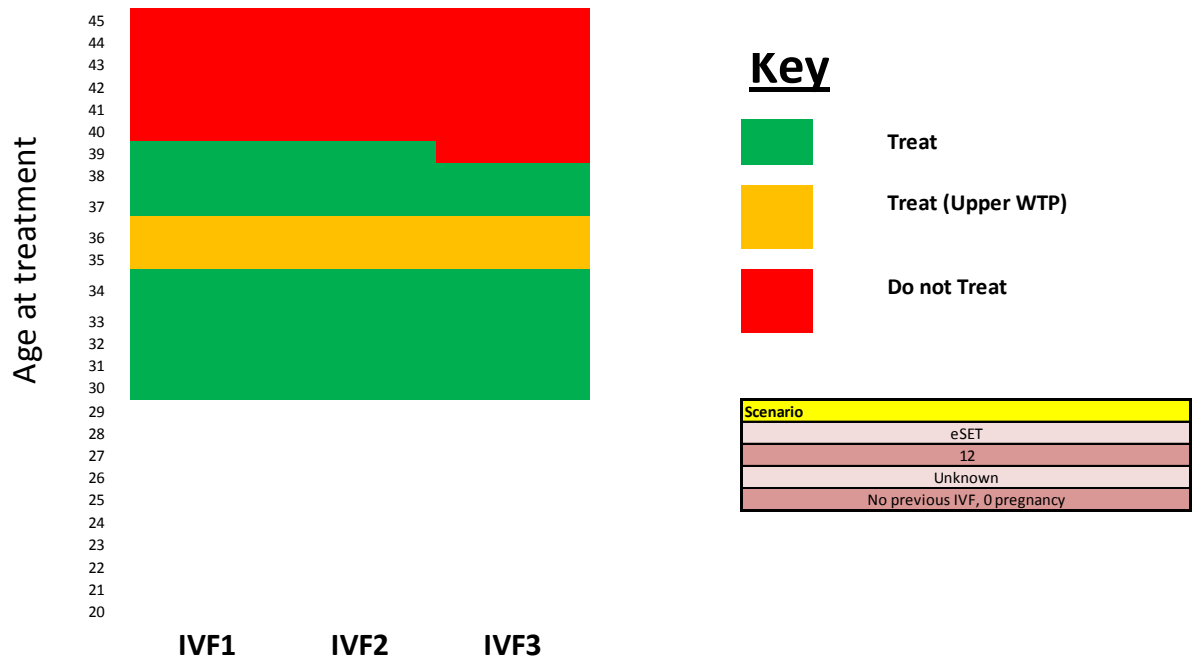 Age at treatment
45
44
43
42
41
40
39
38
37
36
35
34
33
32
31
30
29
28
27
26
25
24
23
22
21
20
IVF1 IVF2 IVF3
Key
Treat
Treat (Upper WTP)
Do not Treat
Scenario
eSET
12
Unknown
No previous IVF, 0 pregnancy